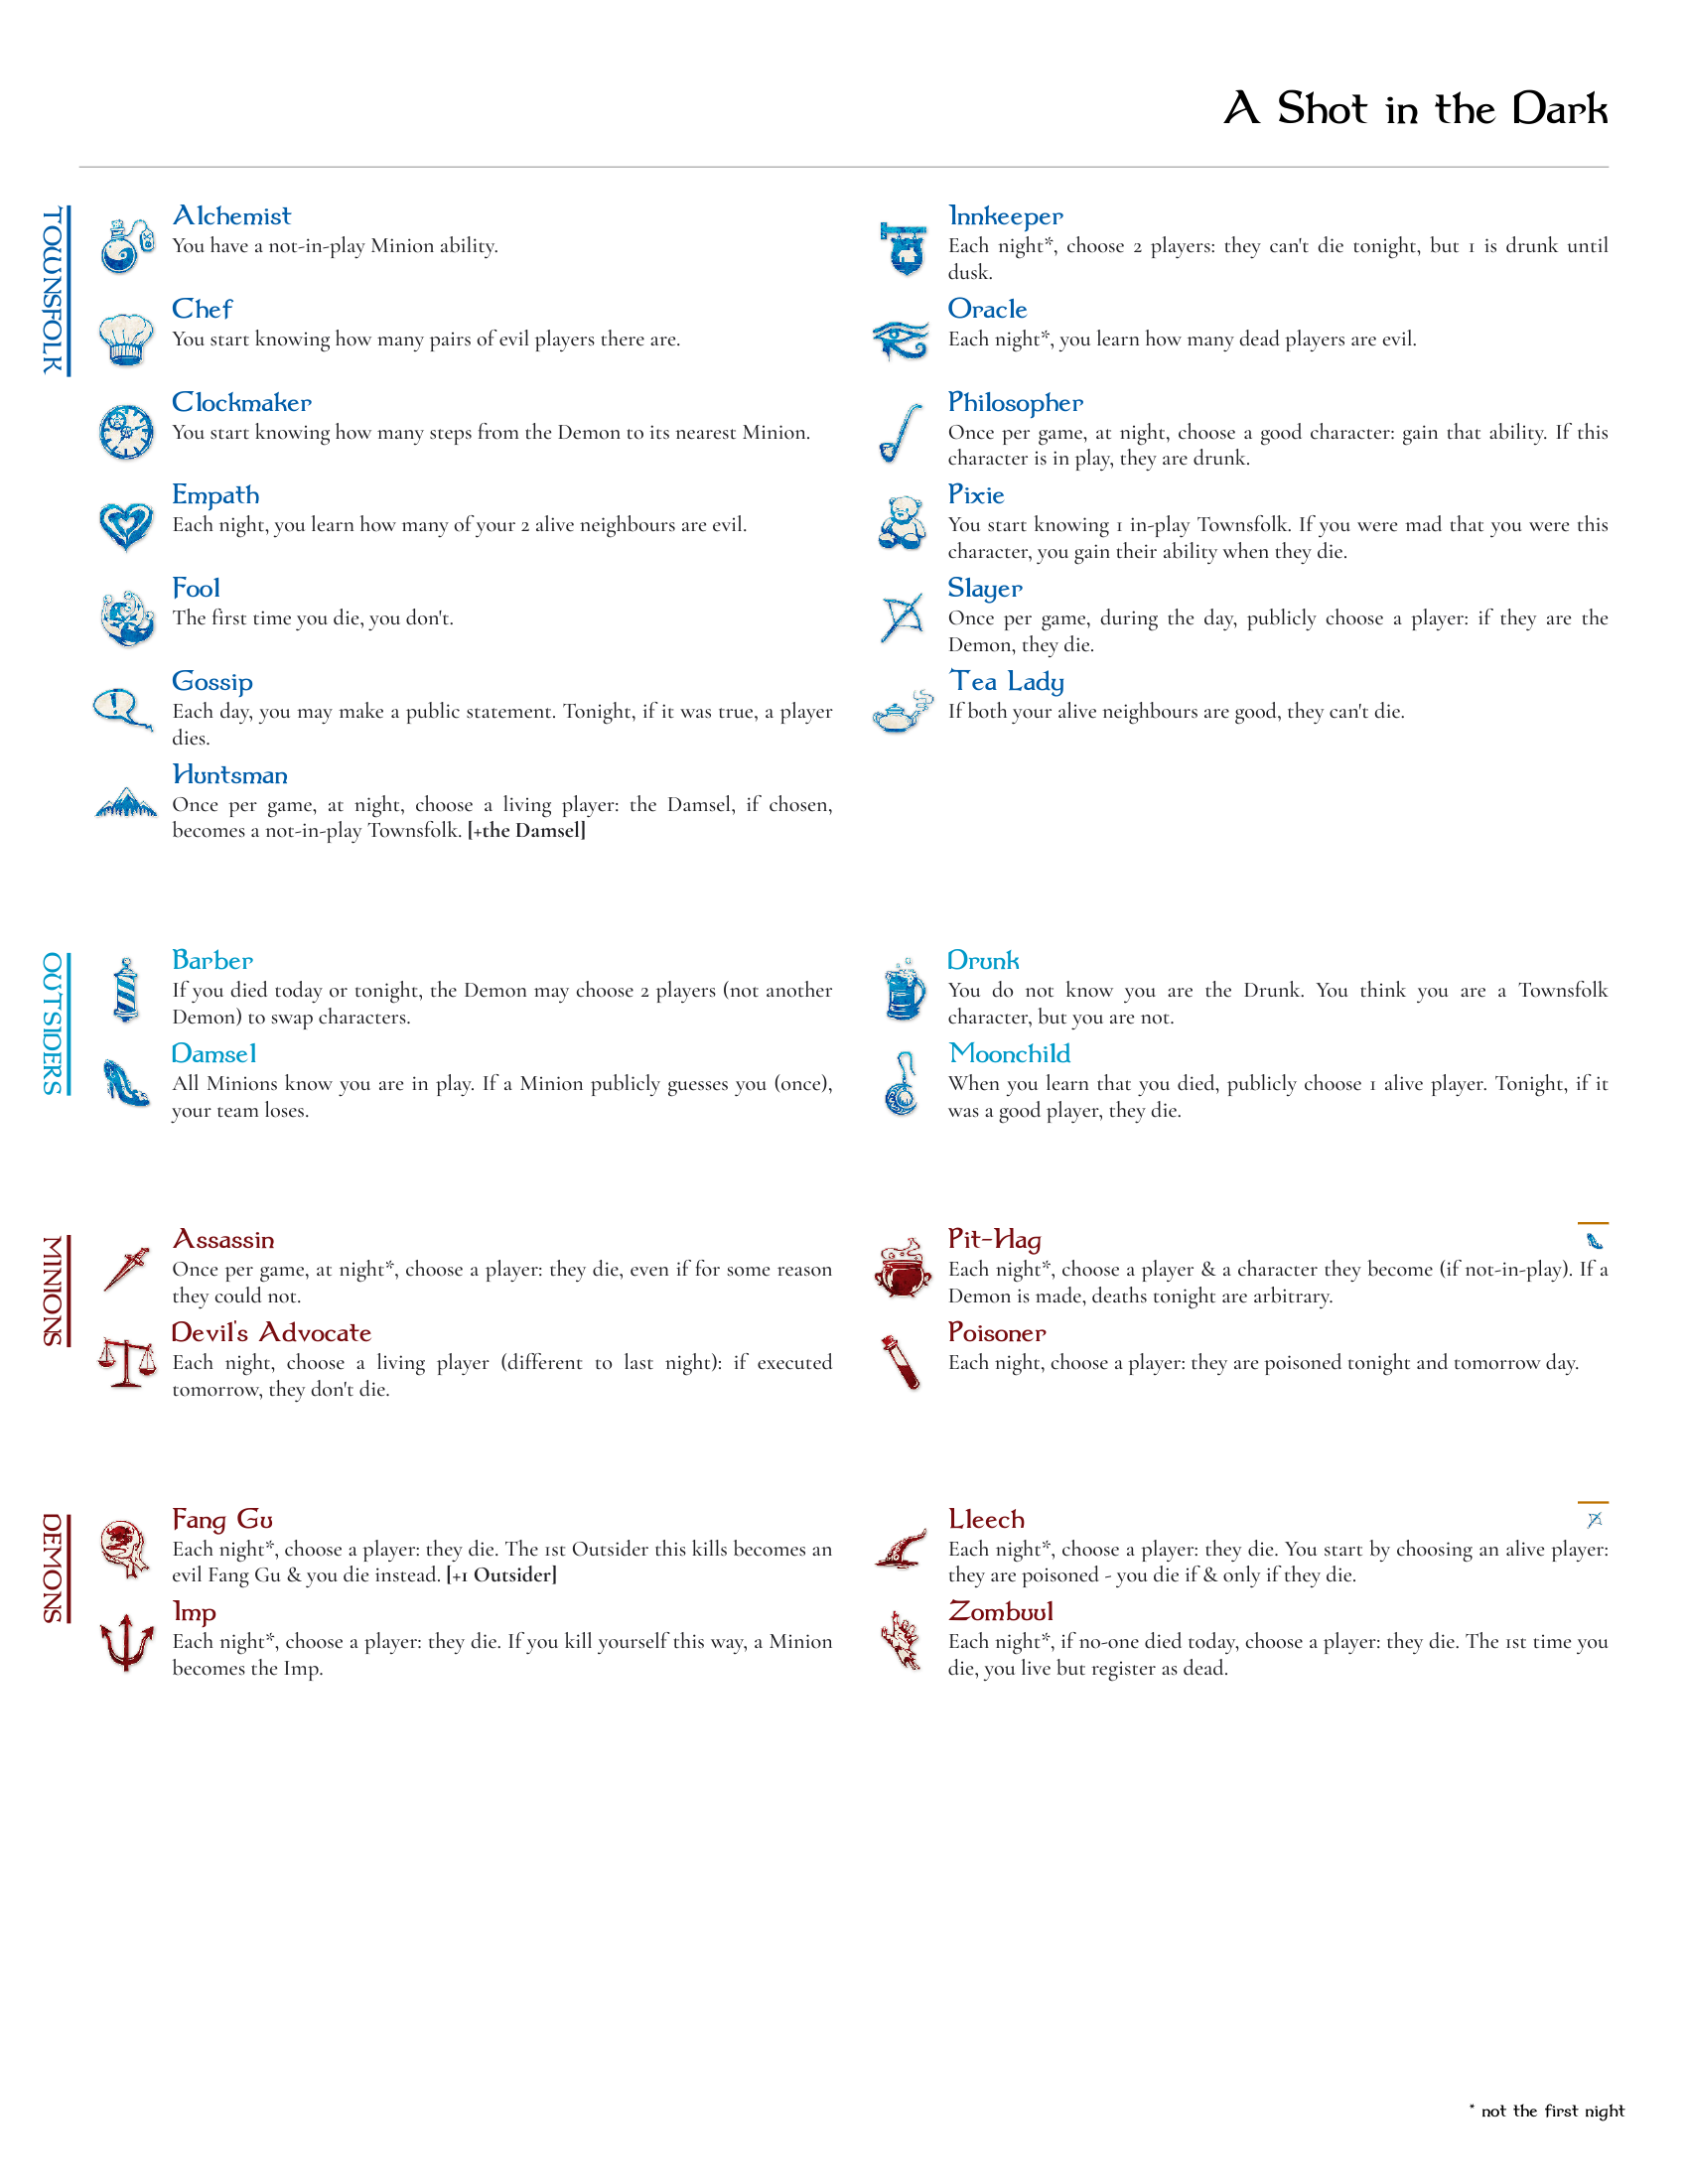 A Shot in the Dark
TOWNSFOLK
Alchemist
You have a not-in-play Minion ability.
Chef
You start knowing how many pairs of evil players there are.
Clockmaker
You start knowing how many steps from the Demon to its nearest Minion.
Empath
Each night, you learn how many of your 2 alive neighbours are evil.
Fool
The first time you die, you don't.
Gossip
Each day, you may make a public statement. Tonight, if it was true, a player
dies.
Huntsman
Once per game, at night, choose a living player: the Damsel, if chosen,
becomes a not-in-play Townsfolk. [+the Damsel]
Innkeeper
Each night*, choose 2 players: they can't die tonight, but 1 is drunk until
dusk.
Oracle
Each night*, you learn how many dead players are evil.
Philosopher
Once per game, at night, choose a good character: gain that ability. If this
character is in play, they are drunk.
Pixie
You start knowing 1 in-play Townsfolk. If you were mad that you were this
character, you gain their ability when they die.
Slayer
Once per game, during the day, publicly choose a player: if they are the
Demon, they die.
Tea Lady
If both your alive neighbours are good, they can't die.
OUTSIDERS
Barber
If you died today or tonight, the Demon may choose 2 players (not another
Demon) to swap characters.
Damsel
All Minions know you are in play. If a Minion publicly guesses you (once),
your team loses.
Drunk
You do not know you are the Drunk. You think you are a Townsfolk
character, but you are not.
Moonchild
When you learn that you died, publicly choose 1 alive player. Tonight, if it
was a good player, they die.
MINIONS
Assassin
Once per game, at night*, choose a player: they die, even if for some reason
they could not.
Devil's Advocate
Each night, choose a living player (different to last night): if executed
tomorrow, they don't die.
Pit-Hag
Each night*, choose a player & a character they become (if not-in-play). If a
Demon is made, deaths tonight are arbitrary.
Poisoner
Each night, choose a player: they are poisoned tonight and tomorrow day.
DEMONS
Fang Gu
Each night*, choose a player: they die. The 1st Outsider this kills becomes an
evil Fang Gu & you die instead. [+1 Outsider]
Imp
Each night*, choose a player: they die. If you kill yourself this way, a Minion
becomes the Imp.
Lleech
Each night*, choose a player: they die. You start by choosing an alive player:
they are poisoned - you die if & only if they die.
Zombuul
Each night*, if no-one died today, choose a player: they die. The 1st time you
die, you live but register as dead.
* not the first night